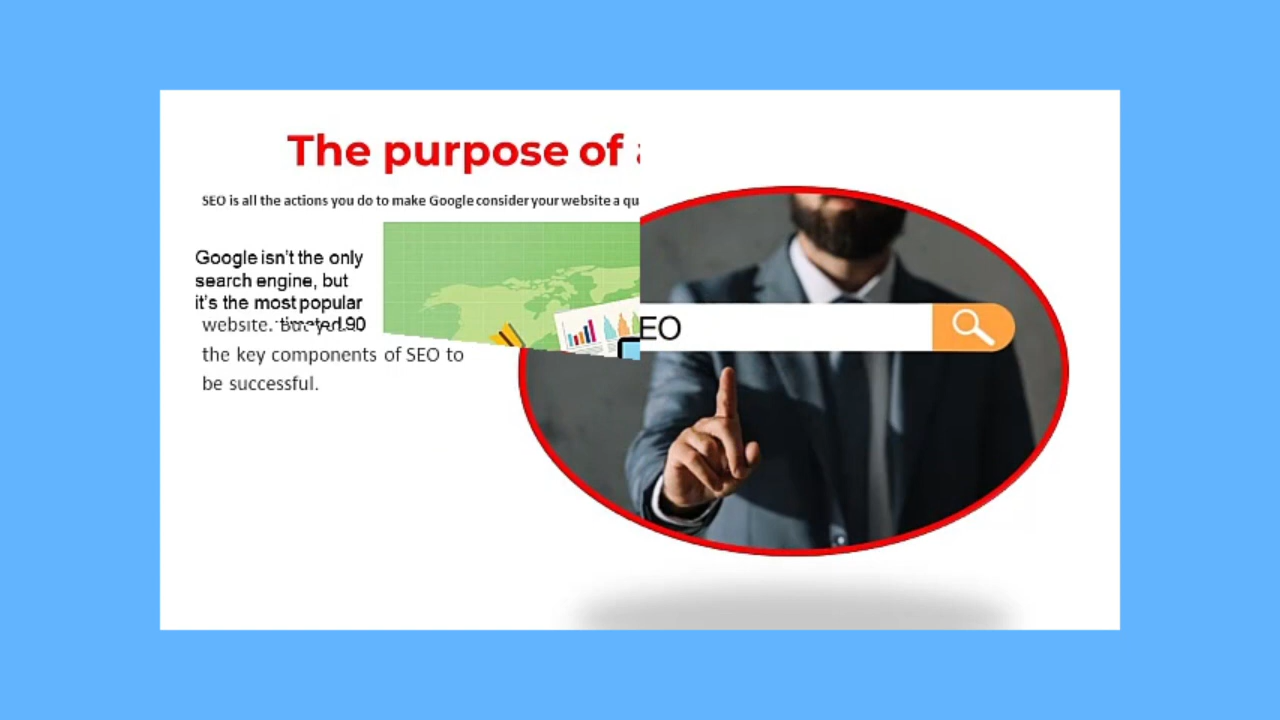 The purpose of
SEO is all the actions you do to make Google consider your website a qu
Google isn't the only
search engine, but
it's the most popular
website.
90
the key components of SEO to
be successful.
EO